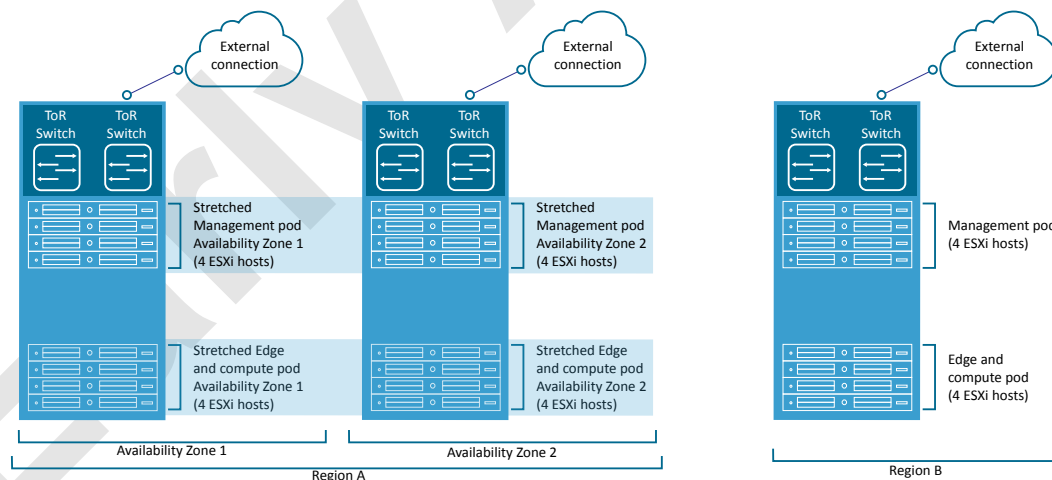 External
connection
External
connection
External
connection
ToR
Switch
ToR
Switch
ToR
Switch
ToR
Switch
ToR
Switch
ToR
Switch
Stretched
Management pod
Availability Zone 1
(4 ESXi hosts)
Stretched
Management pod
Availability Zone 2
(4 ESXi hosts)
Management pod
(4 ESXi hosts)
Stretched Edge
and compute pod
Availability Zone 1
(4 ESXi hosts)
Stretched Edge
and compute pod
Availability Zone 2
(4 ESXi hosts)
Edge and
compute pod
(4 ESXi hosts)
Availability Zone 1
Availability Zone 2
Region A
Region B